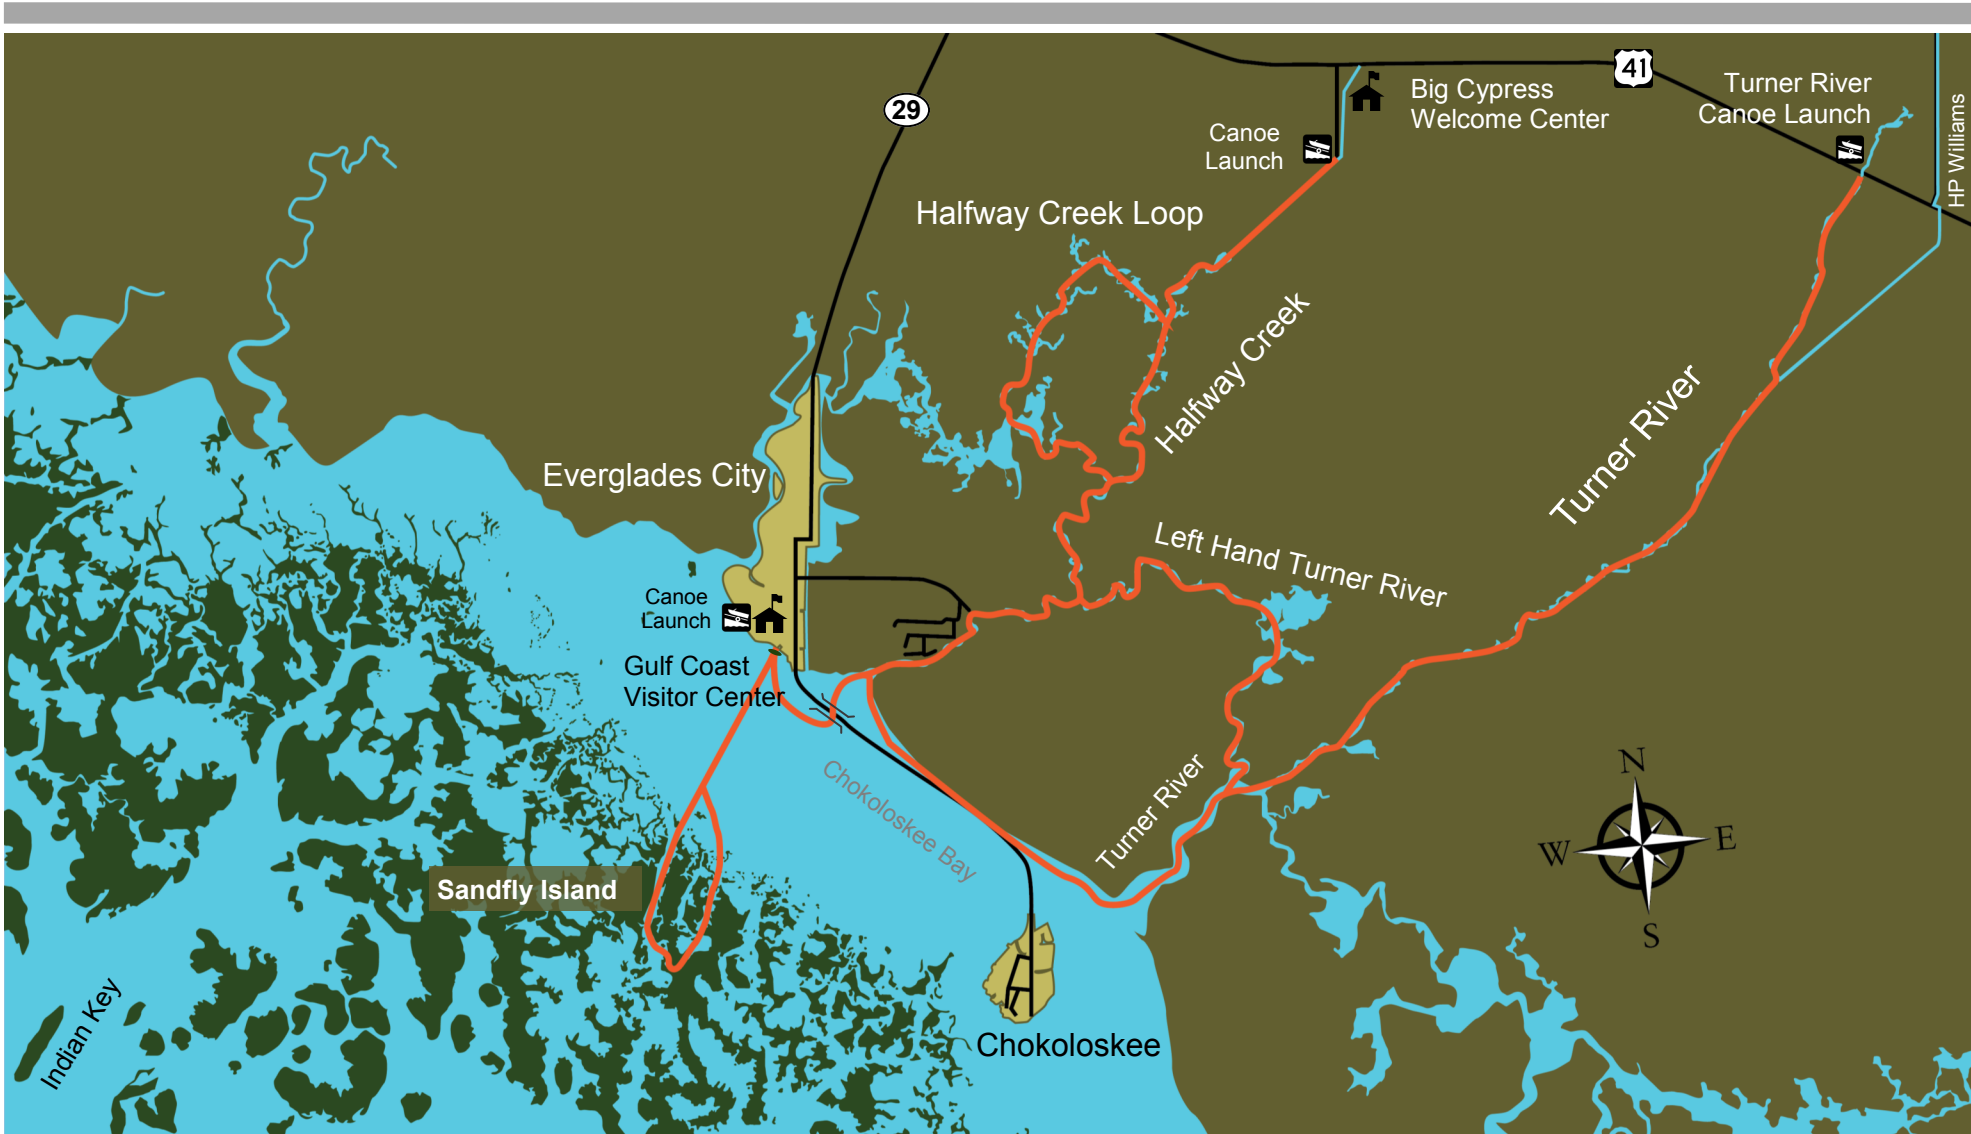 41
29
Turner River
Canoe Launch
Big Cypress
Welcome Center
HP Williams
Canoe
Launch
Halfway Creek Loop
Halfway Creek
Turner River
Everglades City
Left Hand Turner River
Canoe
Launch
Gulf Coast
Visitor Center
Chokoloskee Bay
Turner River
N
W
E
S
Sandfly Island
Indian Key
Chokoloskee